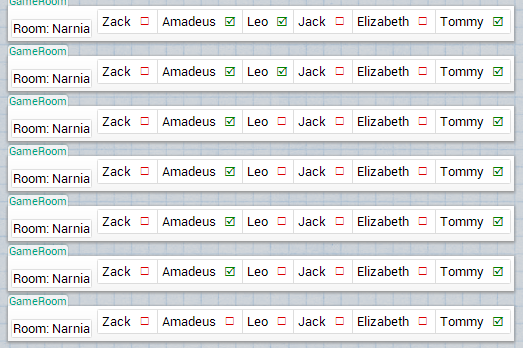 GameRoom
Room: Narnia Zack ☐ Amadeus ☑ Leo ☑ Jack ☐ Elizabeth ☐ Tommy ☑
GameRoom
Room: Narnia Zack ☐ Amadeus ☑ Leo ☑ Jack ☐ Elizabeth ☐ Tommy ☑
GameRoom
Room: Narnia Zack ☐ Amadeus ☑ Leo ☐ Jack ☐ Elizabeth ☐ Tommy ☑
GameRoom
Room: Narnia Zack ☐ Amadeus ☑ Leo ☐ Jack ☐ Elizabeth ☐ Tommy ☑
GameRoom
Room: Narnia Zack ☐ Amadeus ☑ Leo ☐ Jack ☐ Elizabeth ☐ Tommy ☑
GameRoom
Room: Narnia Zack ☐ Amadeus ☑ Leo ☐ Jack ☐ Elizabeth ☐ Tommy ☑
GameRoom
Room: Narnia Zack ☐ Amadeus ☐ Leo ☐ Jack ☐ Elizabeth ☐ Tommy ☑